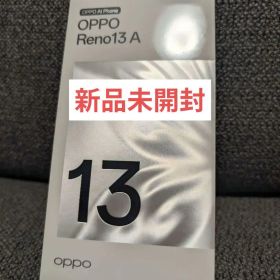 OPPO AI Phone
OPPO
Reno13 A
新品未開封
13
oppo